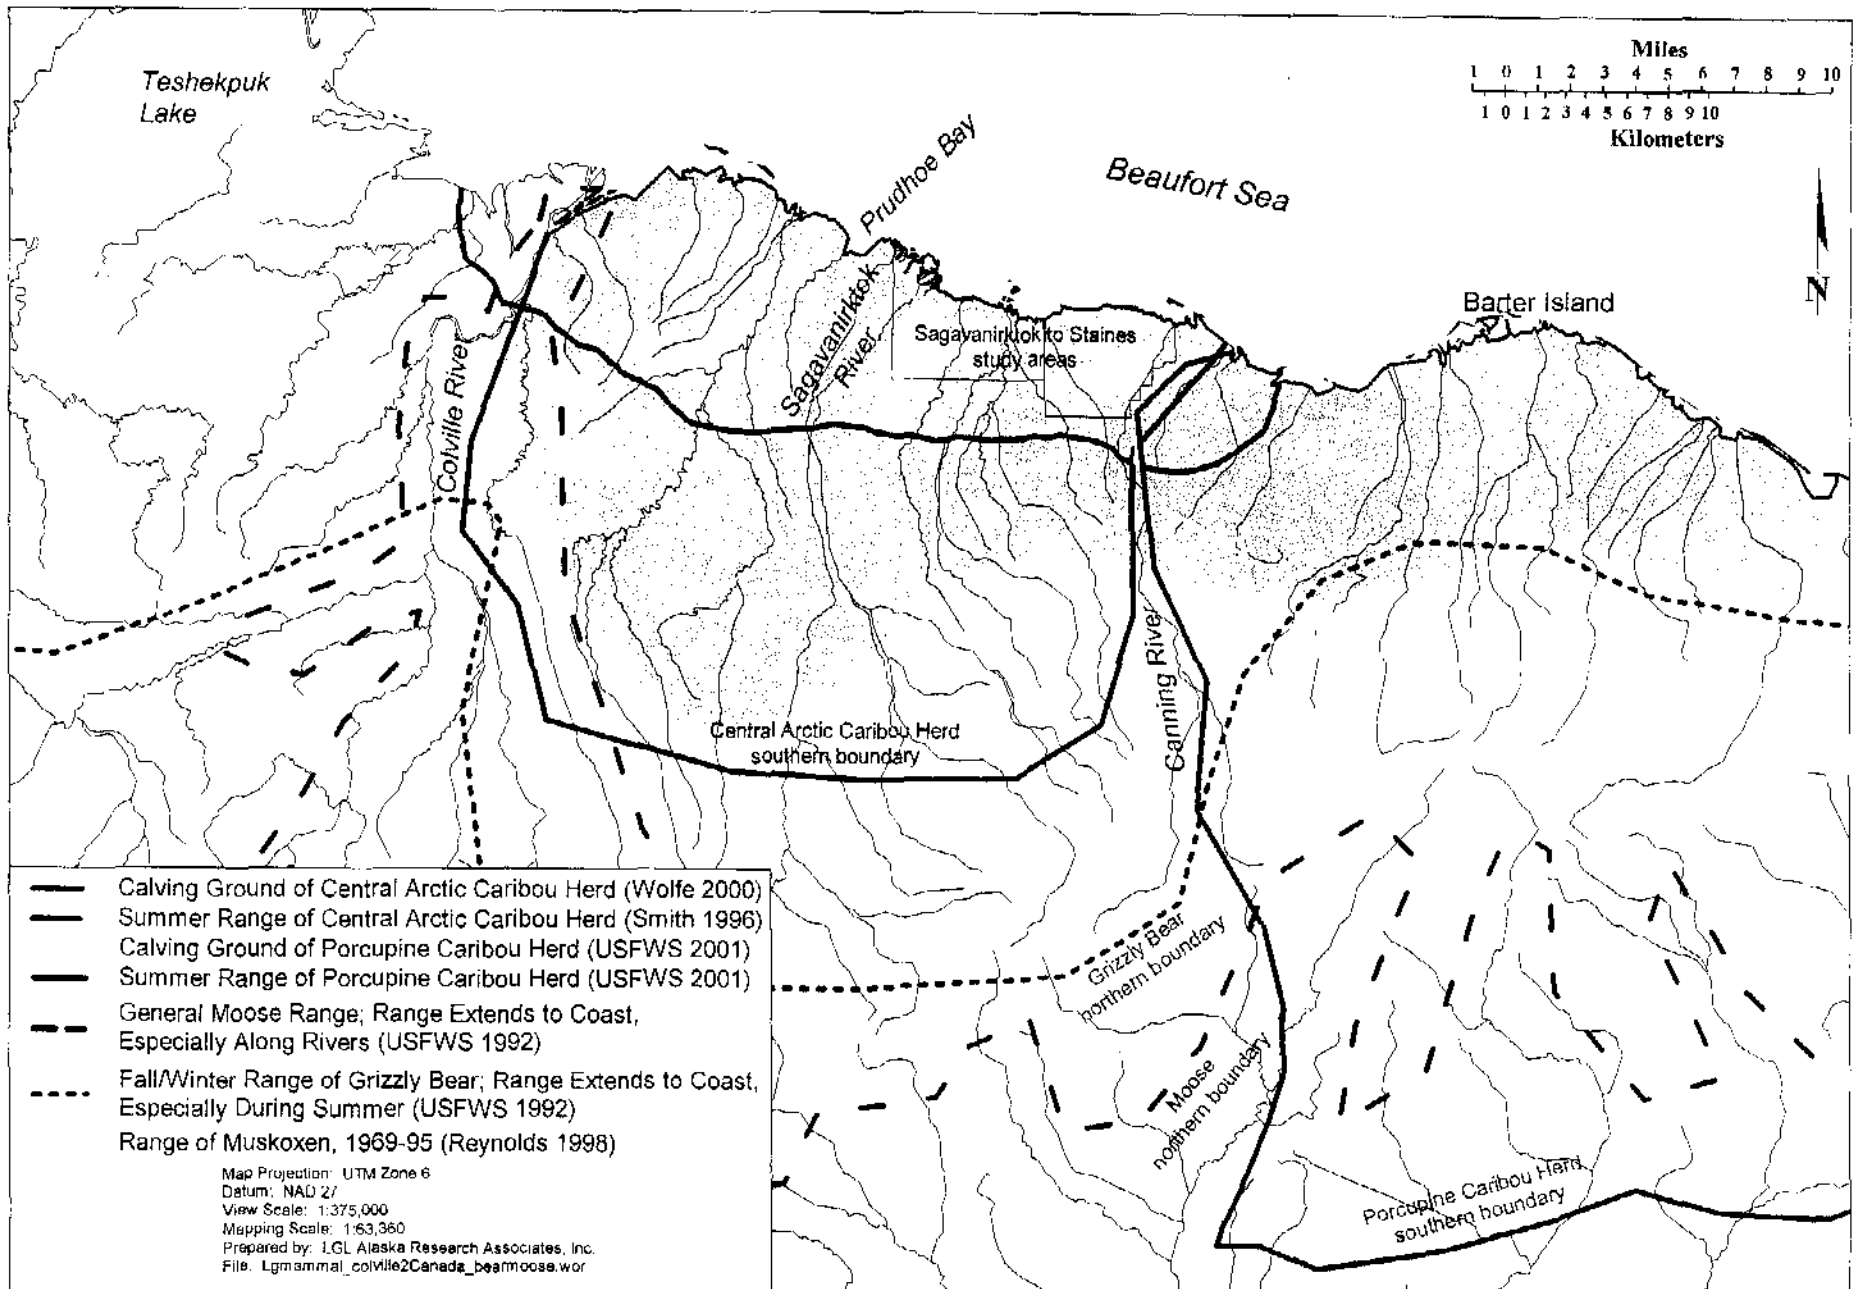 Teshekpuk
Lake
Miles
1 0 1 2 3 4 5 6 7 8 9 10
1 0 1 2 3 4 5 6 7 8 9 10
Kilometers
Prudhoe Bay
Beaufort Sea
N
Barter Island
Sagavanirktok
River
Sagavanirktok to Staines
study areas
Colville River
Canning River
Central Arctic Caribou Herd
southern boundary
Grizzly Bear
northern boundary
Moose
northern boundary
Porcupine Caribou Herd
southern boundary
Calving Ground of Central Arctic Caribou Herd (Wolfe 2000)
Summer Range of Central Arctic Caribou Herd (Smith 1996)
Calving Ground of Porcupine Caribou Herd (USFWS 2001)
Summer Range of Porcupine Caribou Herd (USFWS 2001)
General Moose Range; Range Extends to Coast,
Especially Along Rivers (USFWS 1992)
Fall/Winter Range of Grizzly Bear; Range Extends to Coast,
Especially During Summer (USFWS 1992)
Range of Muskoxen, 1969-95 (Reynolds 1998)
Map Projection: UTM Zone 6
Datum: NAD 27
View Scale: 1:375,000
Mapping Scale: 1:63,360
Prepared by: LGL Alaska Research Associates, Inc.
File: Lgmammal_colville2Canada_bearmoose.wor